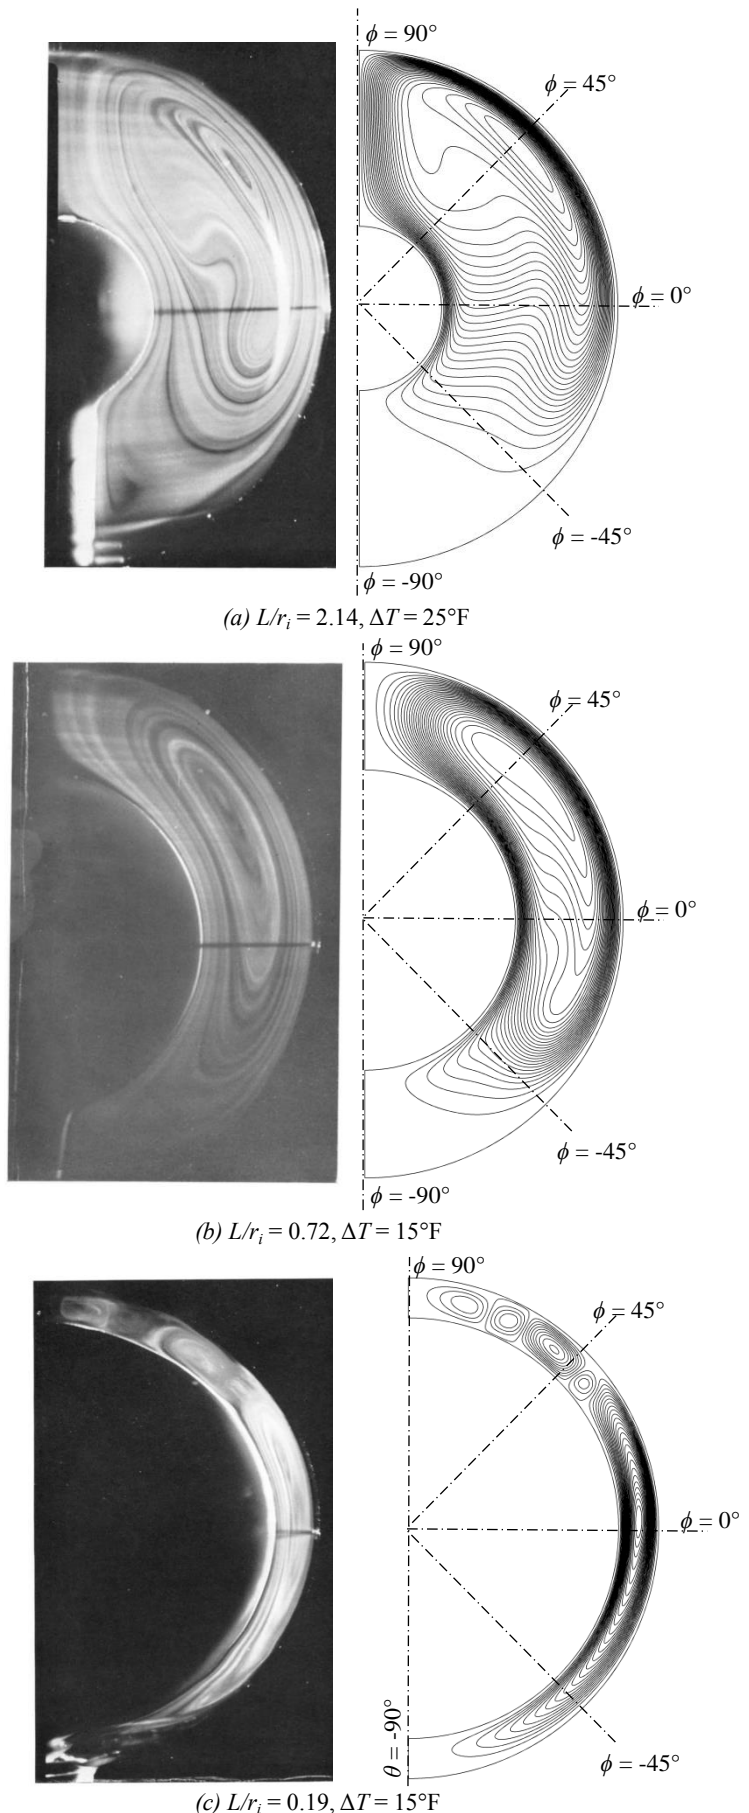 ϕ = 90°
ϕ = 45°
ϕ = 0°
ϕ = -45°
ϕ = -90°
(a) L/rᵢ = 2.14, ΔT = 25°F
ϕ = 90°
ϕ = 45°
ϕ = 0°
ϕ = -45°
ϕ = -90°
(b) L/rᵢ = 0.72, ΔT = 15°F
ϕ = 90°
ϕ = 45°
ϕ = 0°
θ = -90°
ϕ = -45°
(c) L/rᵢ = 0.19, ΔT = 15°F